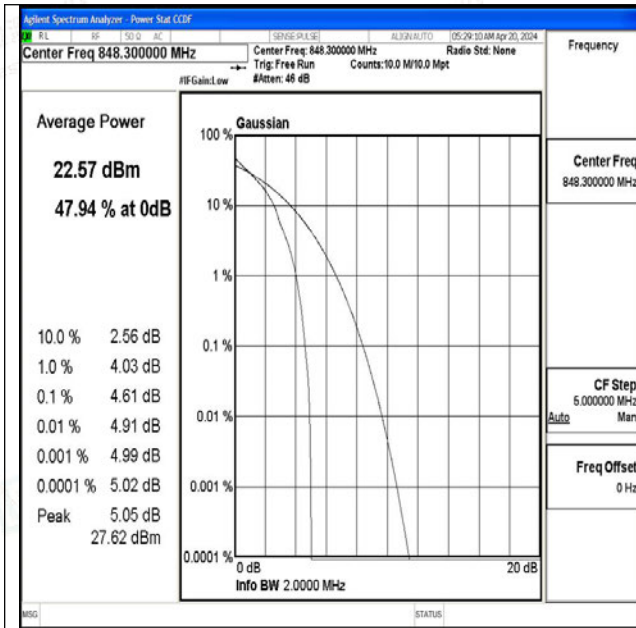 Agilent Spectrum Analyzer - Power Stat CCDF
RL RF 50 Ω AC SENSE:PULSE ALIGNAUTO 05:29:10 AM Apr 20, 2024
Center Freq 848.300000 MHz
Center Freq: 848.300000 MHz Radio Std: None
Trig: Free Run Counts:10.0 M/10.0 Mpt
#IFGain:Low #Atten: 46 dB
Frequency
Average Power
22.57 dBm
47.94 % at 0dB
10.0 % 2.56 dB
1.0 % 4.03 dB
0.1 % 4.61 dB
0.01 % 4.91 dB
0.001 % 4.99 dB
0.0001 % 5.02 dB
Peak 5.05 dB
27.62 dBm
Gaussian
100 %
10 %
1 %
0.1 %
0.01 %
0.001 %
0.0001 %
0 dB 20 dB
Info BW 2.0000 MHz
Center Freq
848.300000 MHz
CF Step
5.000000 MHz
Auto Man
Freq Offset
0 Hz
MSG STATUS